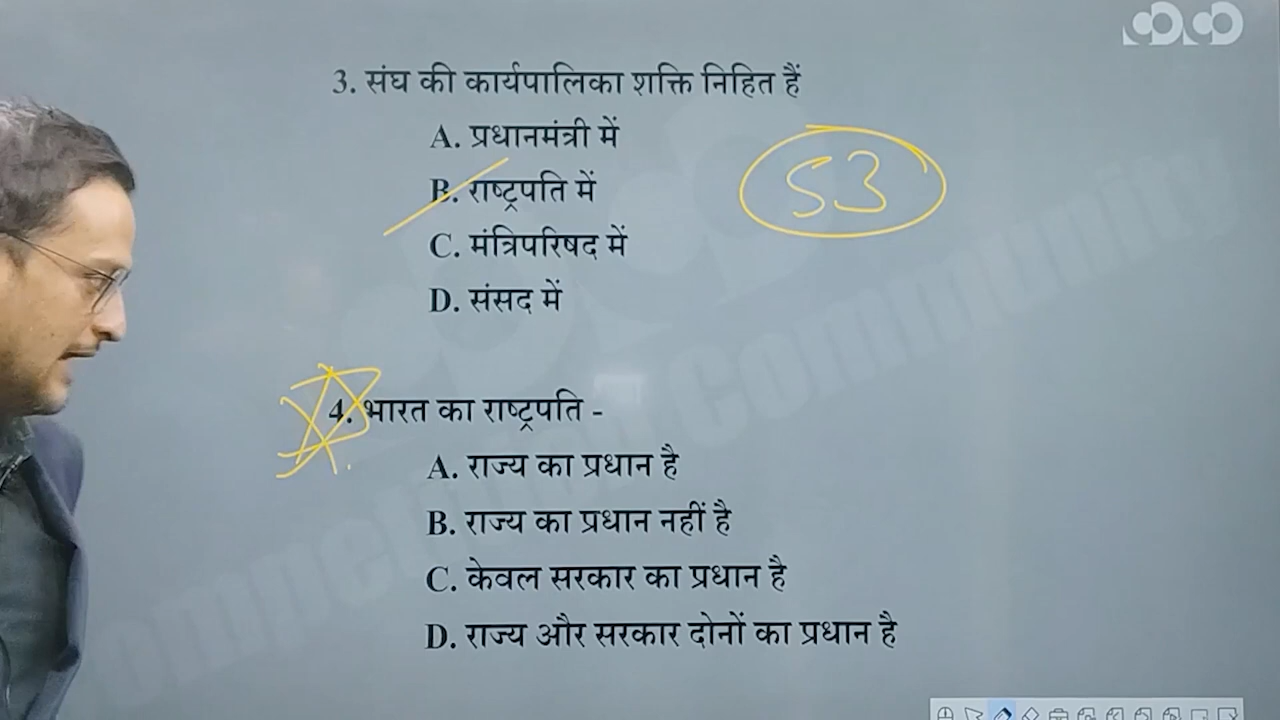 3. संघ की कार्यपालिका शक्ति निहित हैं
A. प्रधानमंत्री में
B. राष्ट्रपति में
53
C. मंत्रिपरिषद में
D. संसद में
4. भारत का राष्ट्रपति -
A. राज्य का प्रधान है
B. राज्य का प्रधान नहीं है
C. केवल सरकार का प्रधान है
D. राज्य और सरकार दोनों का प्रधान है